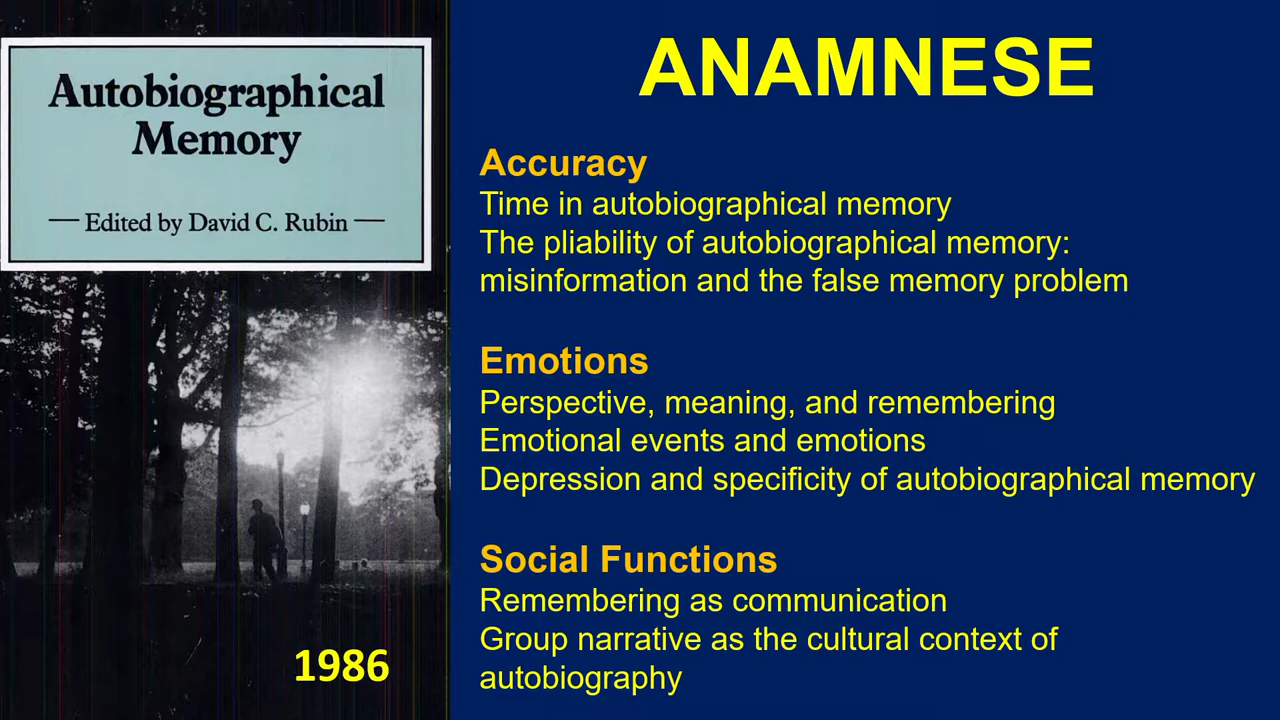 Autobiographical
Memory
Edited by David C. Rubin
1986
ANAMNESE
Accuracy
Time in autobiographical memory
The pliability of autobiographical memory:
misinformation and the false memory problem
Emotions
Perspective, meaning, and remembering
Emotional events and emotions
Depression and specificity of autobiographical memory
Social Functions
Remembering as communication
Group narrative as the cultural context of
autobiography